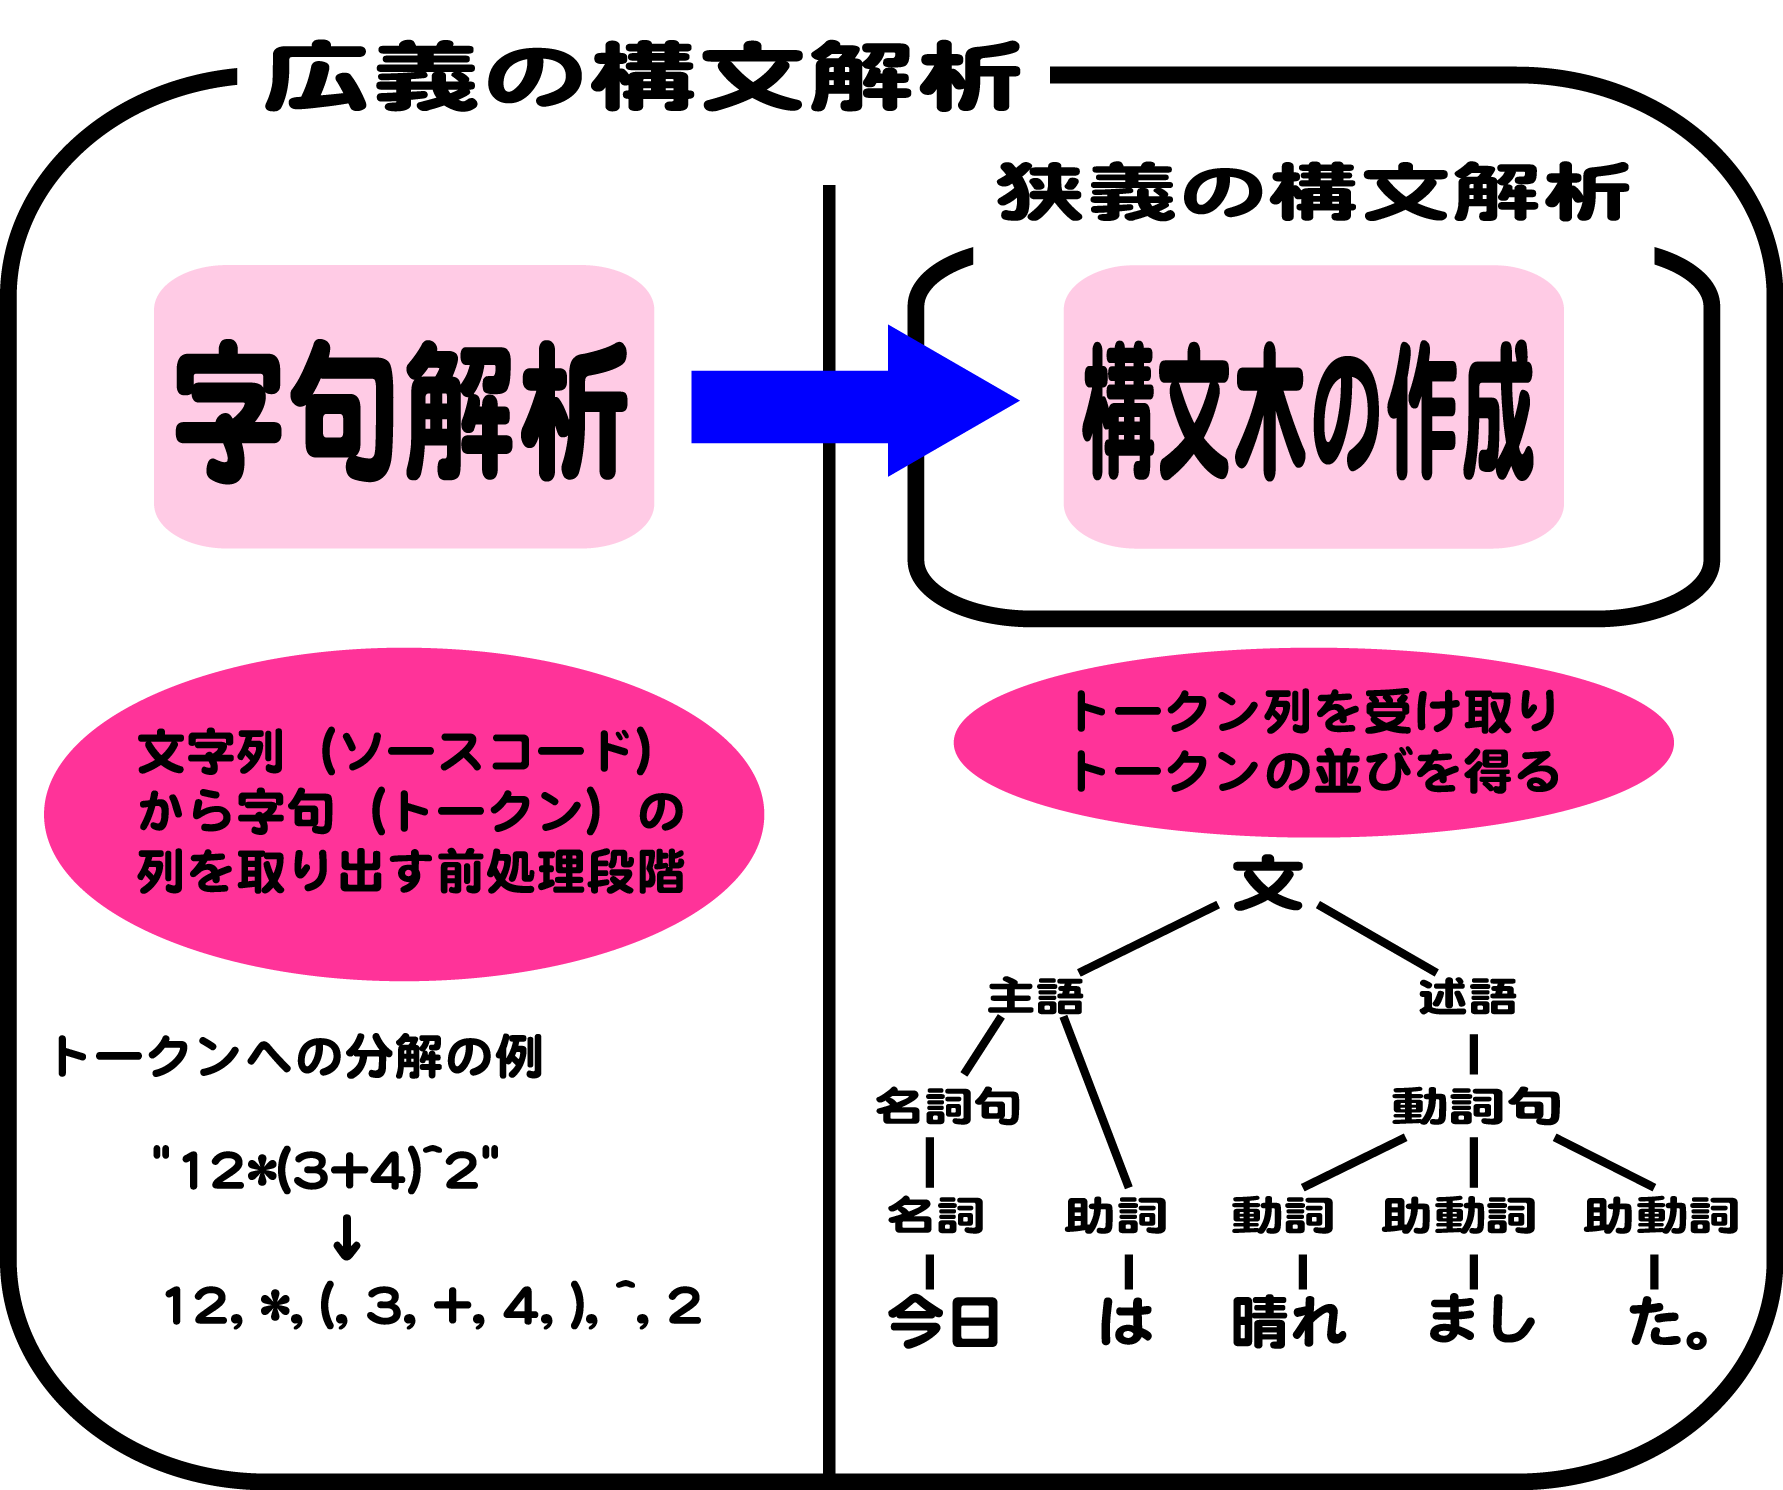 広義の構文解析
狭義の構文解析
字句解析
構文木の作成
文字列（ソースコード）
から字句（トークン）の
列を取り出す前処理段階
トークンへの分解の例
"12*(3+4)^2"
↓
12, *, (, 3, +, 4, ), ^, 2
トークン列を受け取り
トークンの並びを得る
文
主語 述語
名詞句 動詞句
名詞 助詞 動詞 助動詞 助動詞
今日 は 晴れ まし た。